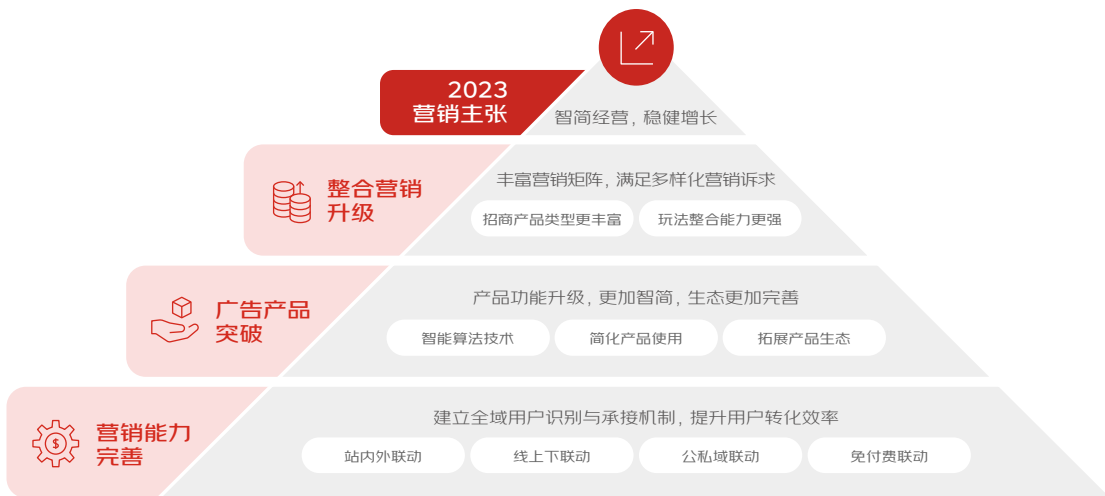 2023
营销主张
智简经营, 稳健增长
整合营销
升级
丰富营销矩阵, 满足多样化营销诉求
招商产品类型更丰富
玩法整合能力更强
广告产品
突破
产品功能升级, 更加智简, 生态更加完善
智能算法技术
简化产品使用
拓展产品生态
营销能力
完善
$
建立全域用户识别与承接机制, 提升用户转化效率
站内外联动
线上下联动
公私域联动
免付费联动